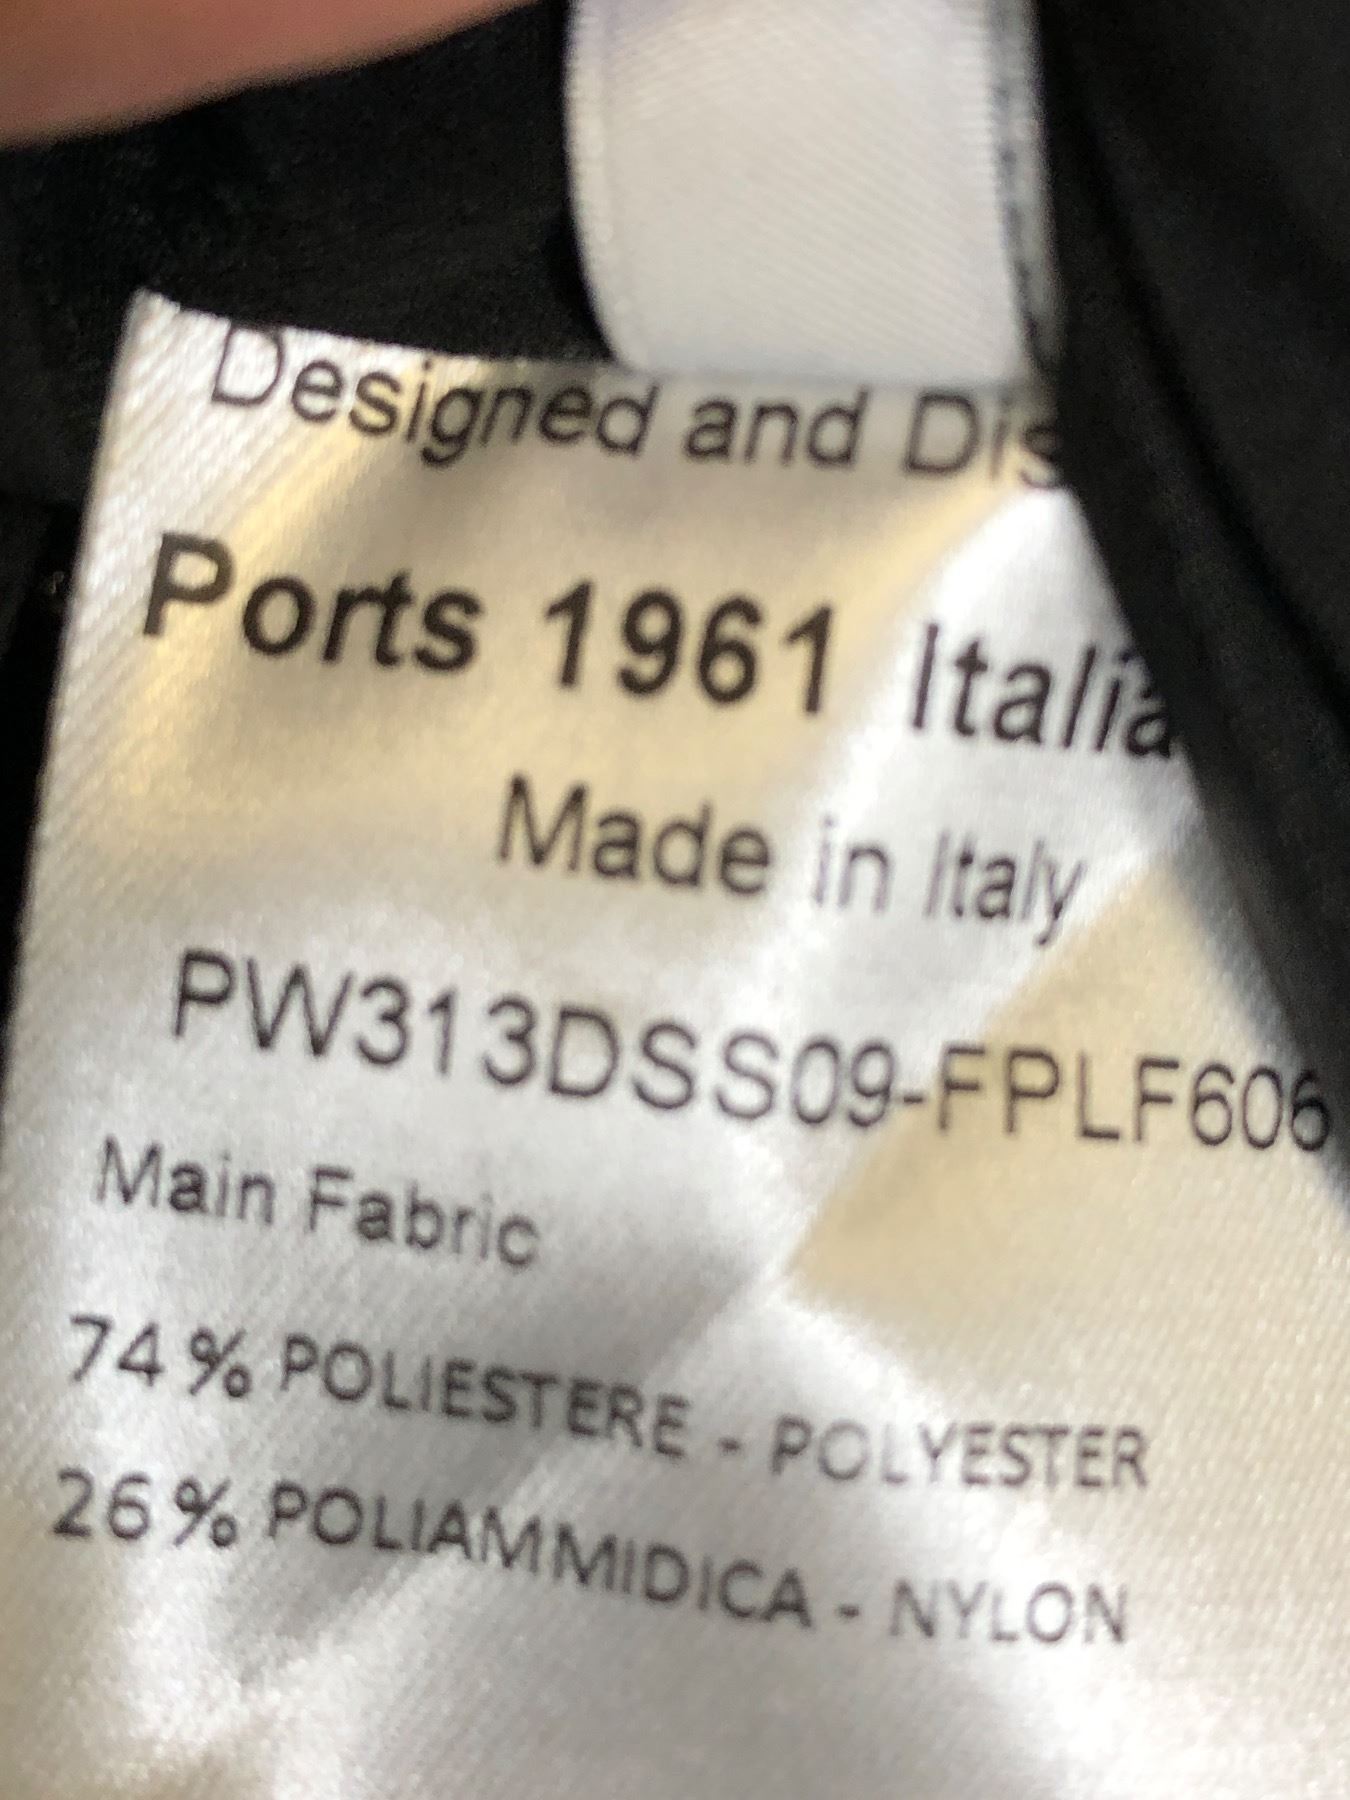 Designed and Dis
Ports 1961 Italia
Made in Italy
PW313DSS09-FPLF606
Main Fabric
74% POLIESTERE - POLYESTER
26% POLIAMMIDICA - NYLON